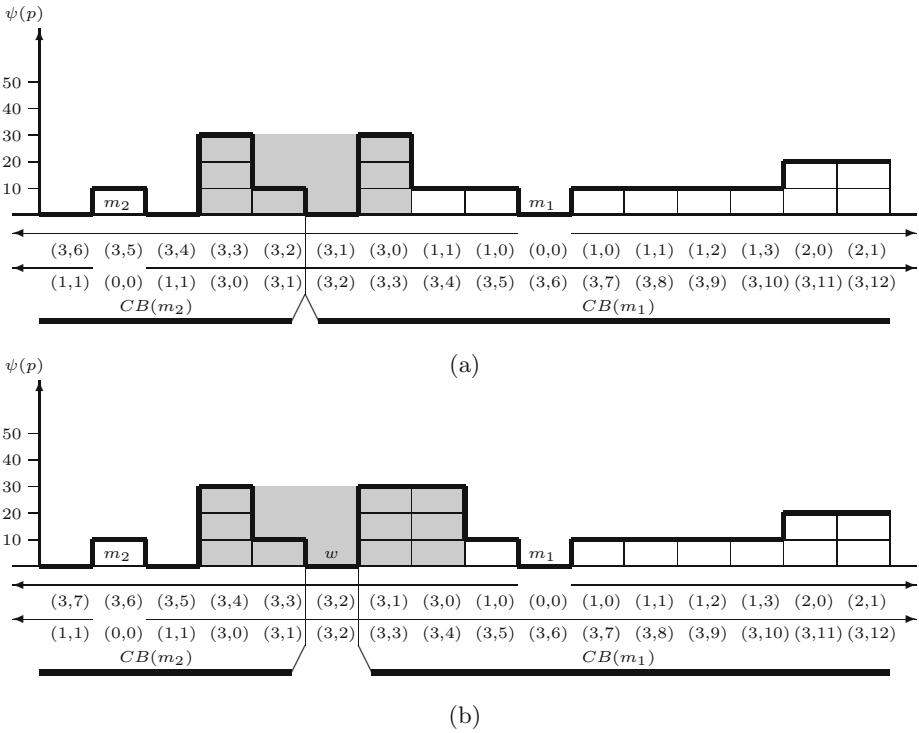 ψ(p)
50
40
30
20
10
m₂ m₁
(3,6) (3,5) (3,4) (3,3) (3,2) (3,1) (3,0) (1,1) (1,0) (0,0) (1,0) (1,1) (1,2) (1,3) (2,0) (2,1)
(1,1) (0,0) (1,1) (3,0) (3,1) (3,2) (3,3) (3,4) (3,5) (3,6) (3,7) (3,8) (3,9) (3,10) (3,11) (3,12)
CB(m₂) CB(m₁)
(a)
ψ(p)
50
40
30
20
10
m₂ w m₁
(3,7) (3,6) (3,5) (3,4) (3,3) (3,2) (3,1) (3,0) (1,0) (0,0) (1,0) (1,1) (1,2) (1,3) (2,0) (2,1)
(1,1) (0,0) (1,1) (3,0) (3,1) (3,2) (3,3) (3,4) (3,5) (3,6) (3,7) (3,8) (3,9) (3,10) (3,11) (3,12)
CB(m₂) CB(m₁)
(b)